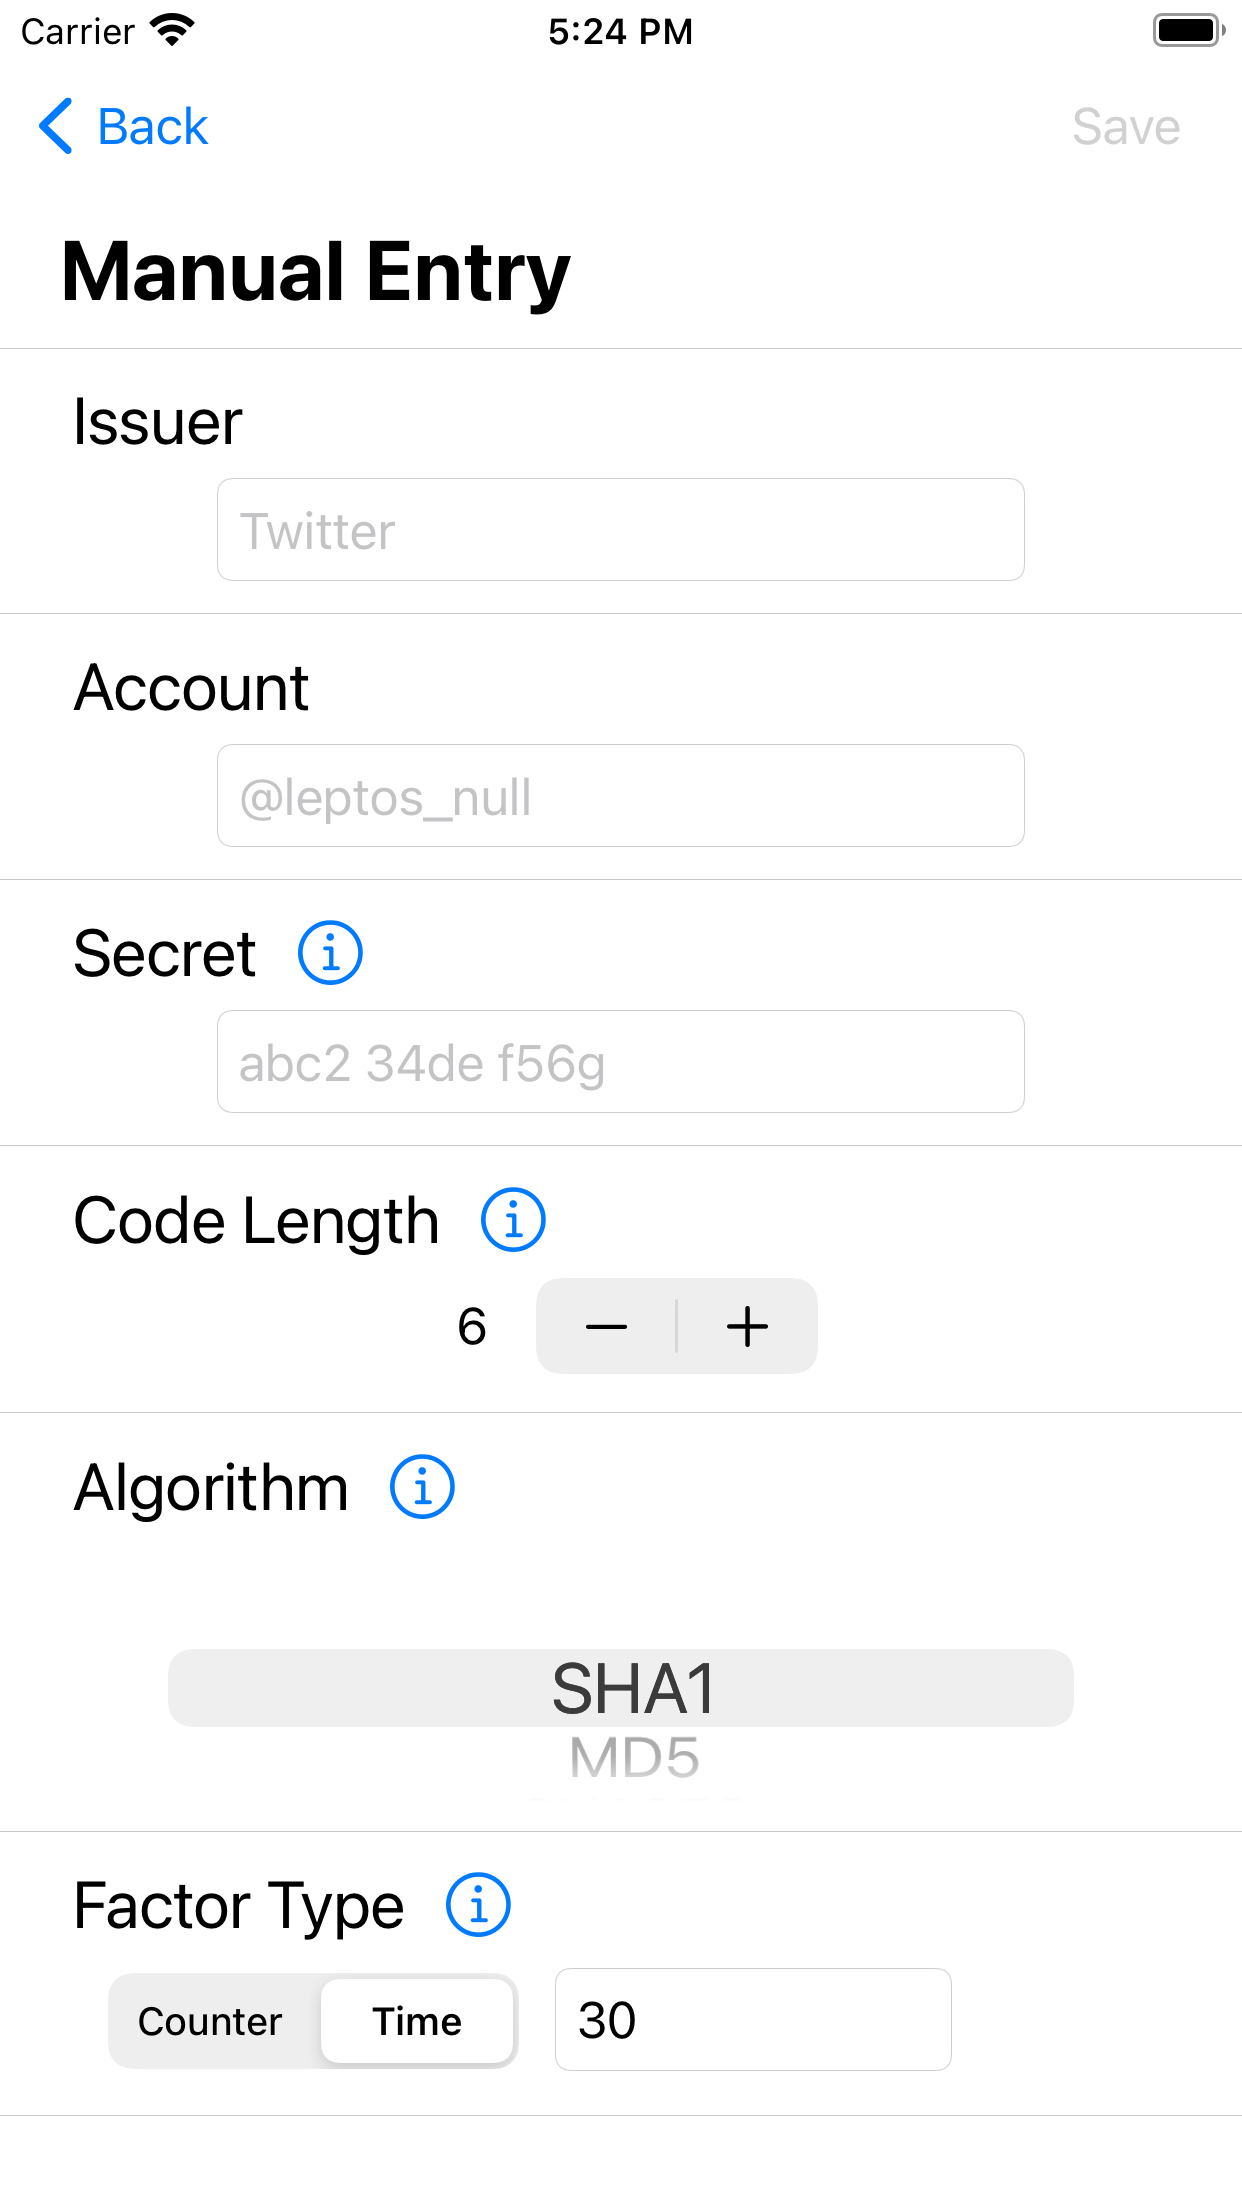 Carrier 5:24 PM
Back Save
Manual Entry
Issuer
Twitter
Account
@leptos_null
Secret
abc2 34de f56g
Code Length
6
Algorithm
SHA1
MD5
Factor Type
Counter Time 30